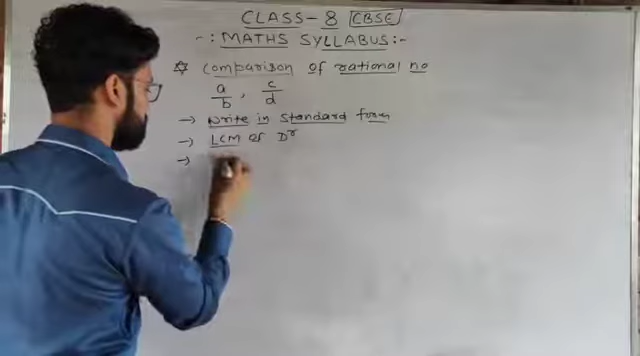 CLASS-8 CBSE
-: MATHS SYLLABUS:-
☆ Comparison of rational no
a/b , c/d
→ Write in standard form
→ LCM of Dʳ
→